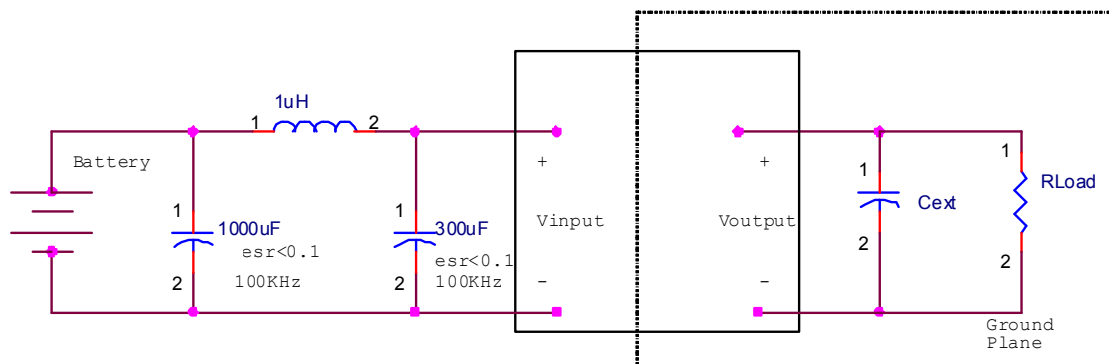 1uH
1
2
Battery
+
+
1
RLoad
1
1
1
1000uF
300uF
Vinput
Voutput
Cext
esr<0.1
esr<0.1
100KHz
100KHz
2
2
2
2
-
-
Ground
Plane